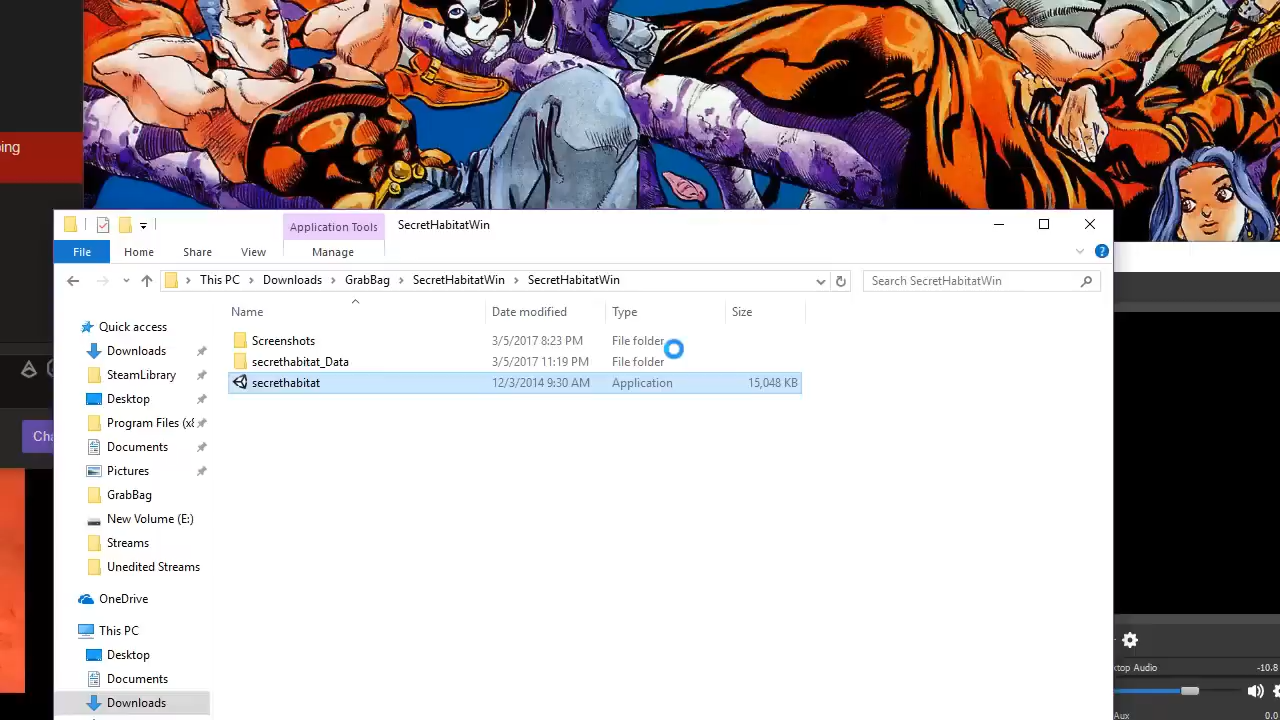 ing
Application Tools
SecretHabitatWin
File
Home
Share
View
Manage
This PC
Downloads
GrabBag
SecretHabitatWin
SecretHabitatWin
Search SecretHabitatWin
Name
Date modified
Type
Size
Quick access
Downloads
SteamLibrary
Desktop
Program Files (x8
Documents
Pictures
GrabBag
New Volume (E:)
Streams
Unedited Streams
OneDrive
This PC
Desktop
Documents
Downloads
Screenshots 3/5/2017 8:23 PM File folder
secrethabitat_Data 3/5/2017 11:19 PM File folder
secrethabitat 12/3/2014 9:30 AM Application 15,048 KB
Cha
ktop Audio
-10.8
Aux
0.0